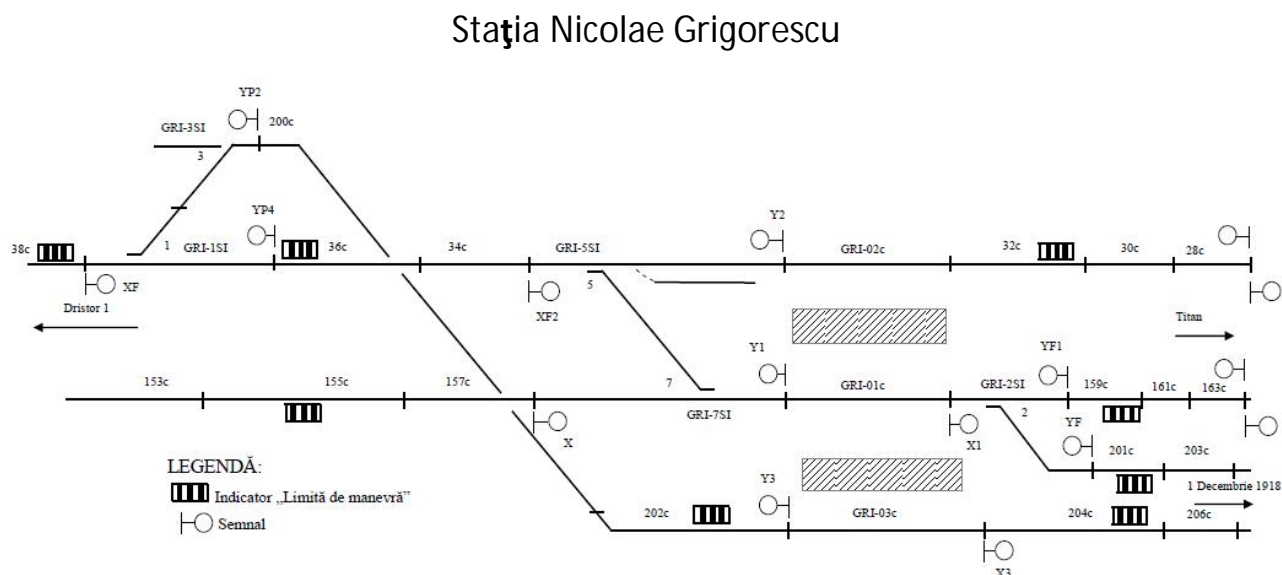 Staţia Nicolae Grigorescu
YP2
GRI-3SI
200c
3
YP4
38c
1
GRI-1SI
36c
34c
GRI-5SI
Y2
GRI-02c
32c
30c
28c
XF
5
XF2
Dristor 1
Titan
Y1
YF1
153c
155c
157c
7
GRI-7SI
GRI-01c
GRI-2SI
159c
161c
163c
2
X
X1
YF
201c
203c
LEGENDĂ:
Indicator „Limită de manevră”
Semnal
Y3
1 Decembrie 1918
202c
GRI-03c
204c
206c
Y3